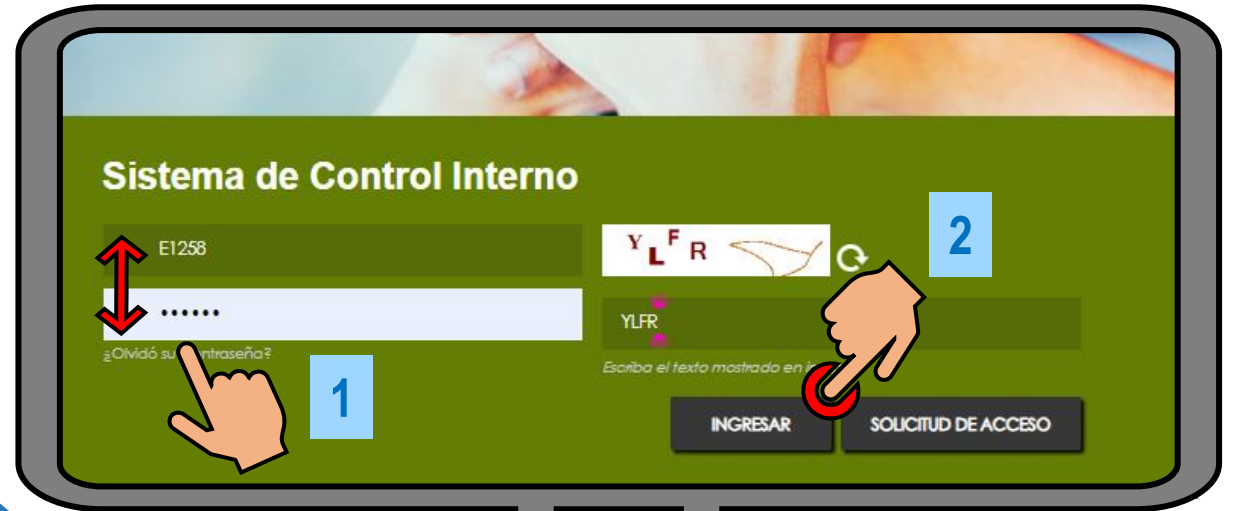 Sistema de Control Interno
E1258
••••••
¿Olvidó su contraseña?
1
YLFR
2
YLFR
Escriba el texto mostrado en
INGRESAR
SOLICITUD DE ACCESO